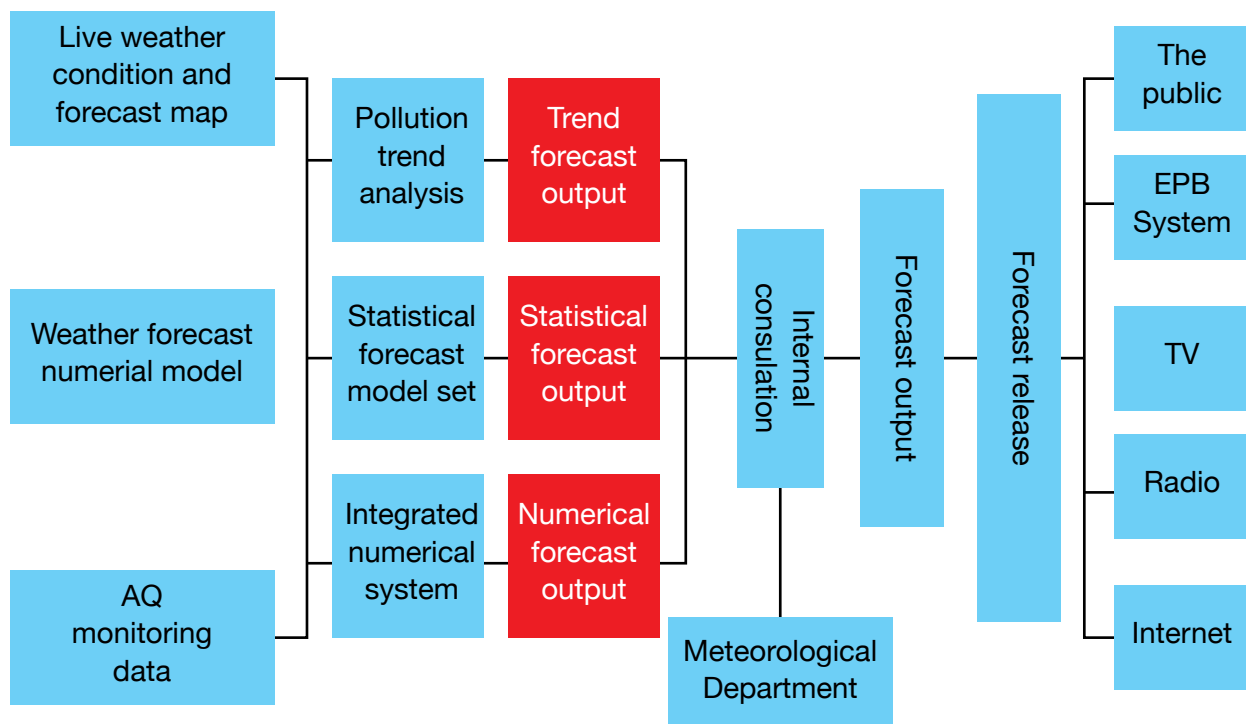 Live weather
condition and
forecast map
Weather forecast
numerial model
AQ
monitoring
data
Pollution
trend
analysis
Statistical
forecast
model set
Integrated
numerical
system
Trend
forecast
output
Statistical
forecast
output
Numerical
forecast
output
Internal
consulation
Meteorological
Department
Forecast output
Forecast release
The
public
EPB
System
TV
Radio
Internet